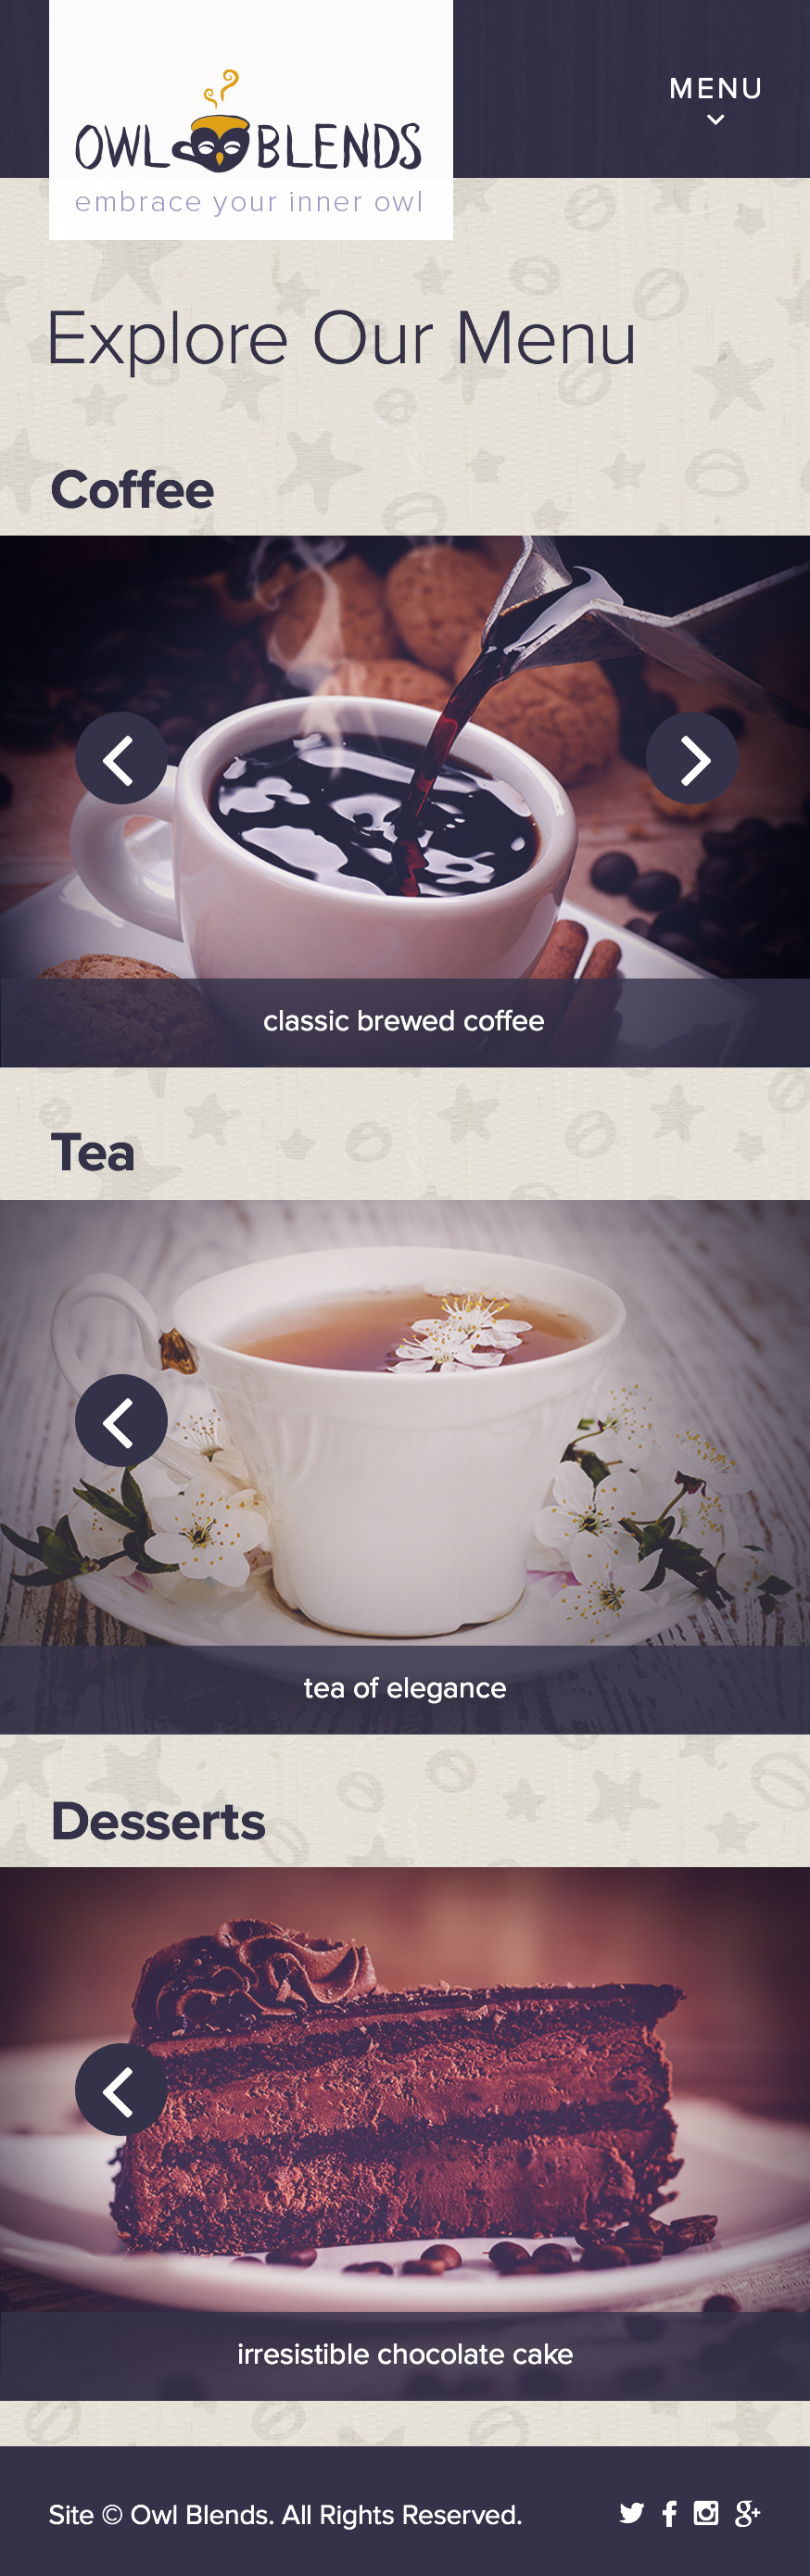 MENU
OWL BLENDS
embrace your inner owl
Explore Our Menu
Coffee
classic brewed coffee
Tea
tea of elegance
Desserts
irresistible chocolate cake
Site © Owl Blends. All Rights Reserved.